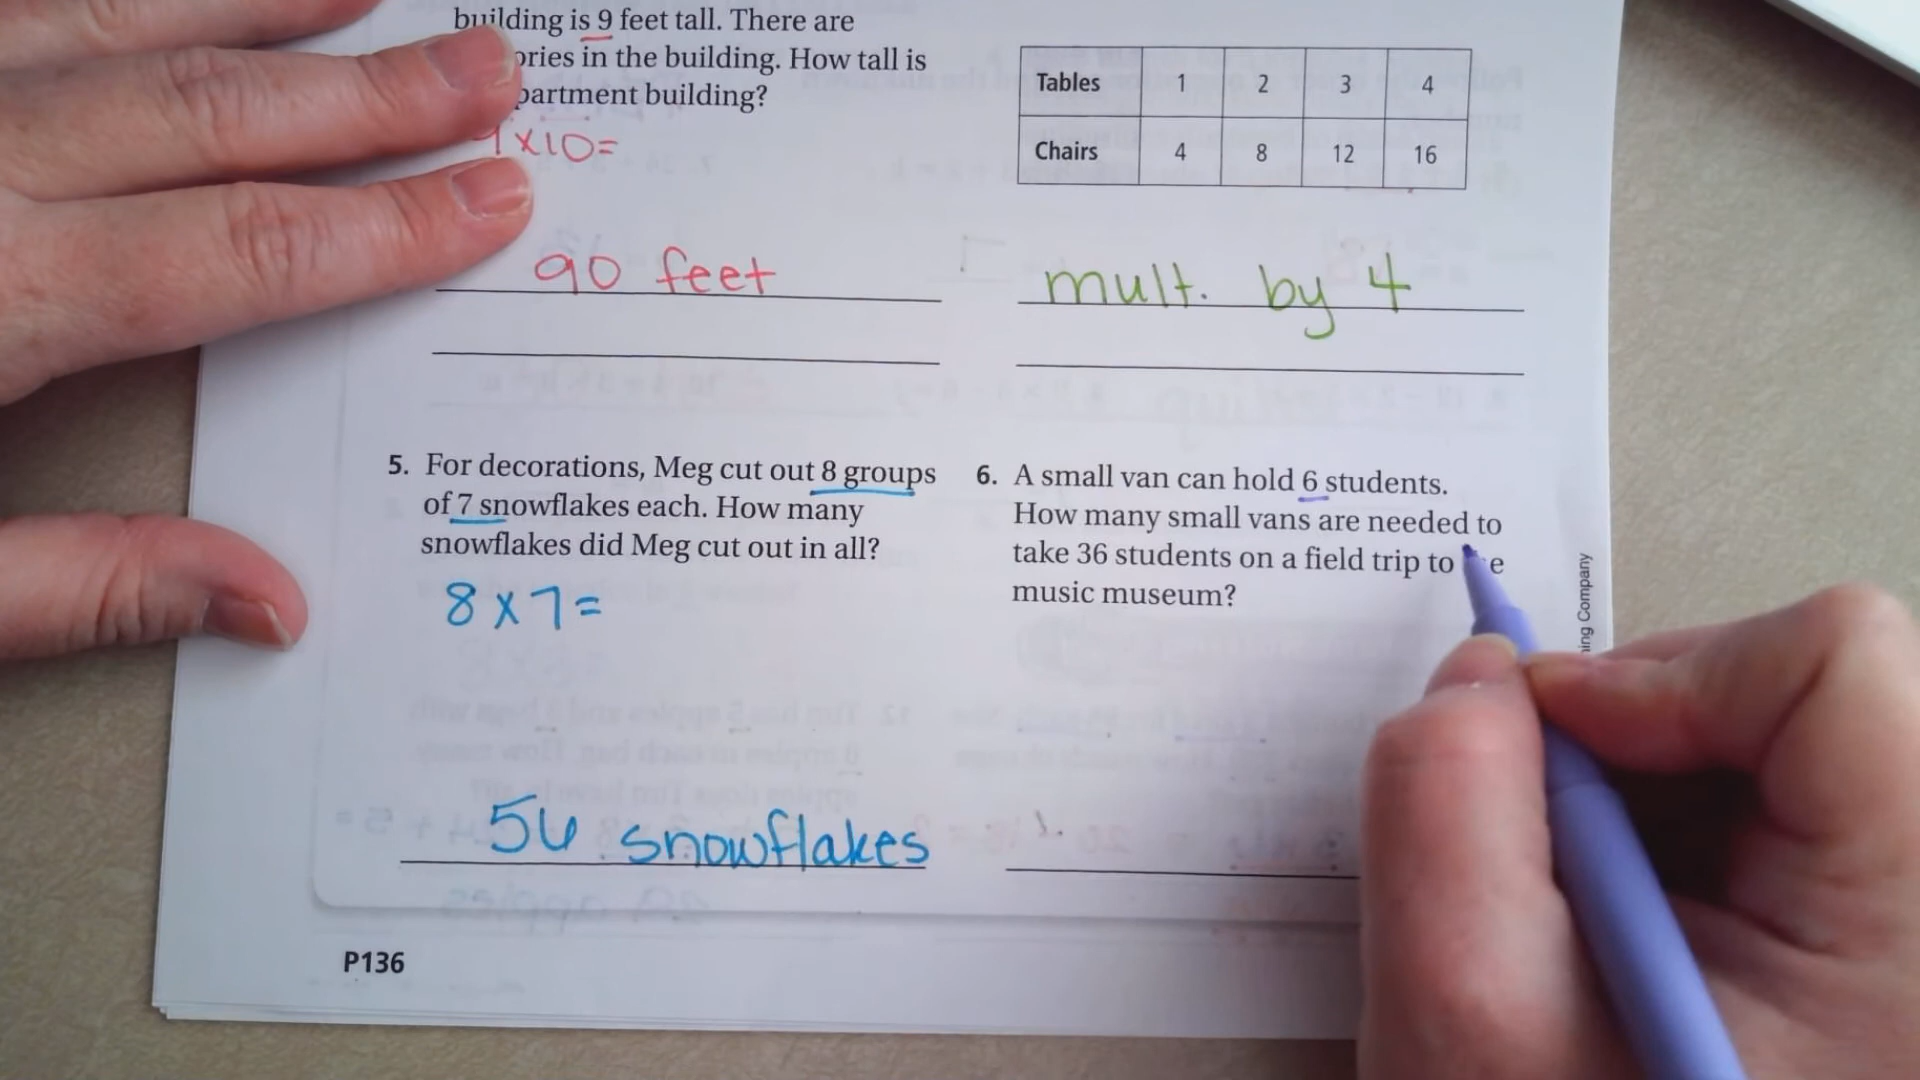 building is 9 feet tall. There are
ories in the building. How tall is
partment building?
9x10=
90 feet
Tables 1 2 3 4
Chairs 4 8 12 16
mult. by 4
5. For decorations, Meg cut out 8 groups
of 7 snowflakes each. How many
snowflakes did Meg cut out in all?
8x7=
56 snowflakes
6. A small van can hold 6 students.
How many small vans are needed to
take 36 students on a field trip to
music museum?
ing Company
P136